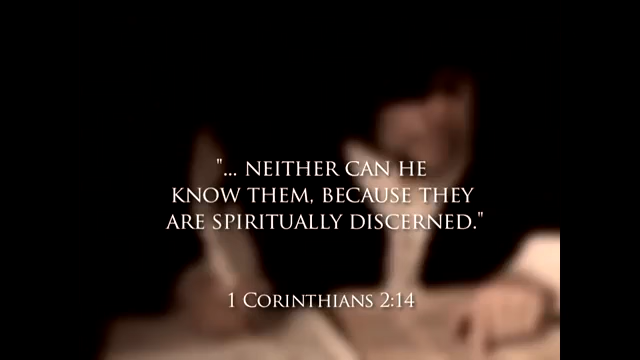 "... NEITHER CAN HE
KNOW THEM, BECAUSE THEY
ARE SPIRITUALLY DISCERNED."
1 CORINTHIANS 2:14